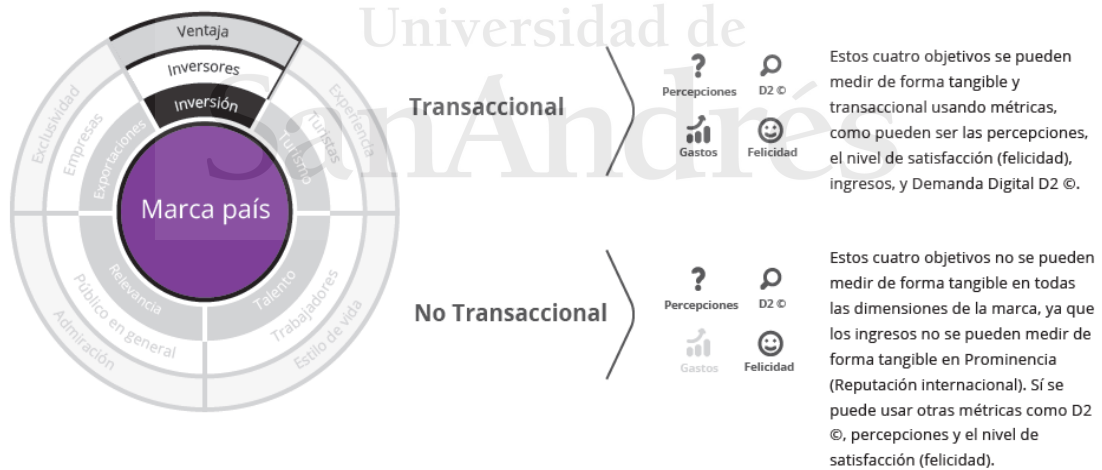 Universidad de
SanAndrés
Ventaja
Inversores
Inversión
Exclusividad
Empresas
Exportaciones
Experiencia
Turistas
Turismo
Marca país
Relevancia
Público en general
Admiración
Talento
Trabajadores
Estilo de vida
Transaccional
Percepciones
D2 ©
Gastos
Felicidad
Estos cuatro objetivos se pueden
medir de forma tangible y
transaccional usando métricas,
como pueden ser las percepciones,
el nivel de satisfacción (felicidad),
ingresos, y Demanda Digital D2 ©.
No Transaccional
Percepciones
D2 ©
Gastos
Felicidad
Estos cuatro objetivos no se pueden
medir de forma tangible en todas
las dimensiones de la marca, ya que
los ingresos no se pueden medir de
forma tangible en Prominencia
(Reputación internacional). Sí se
puede usar otras métricas como D2
©, percepciones y el nivel de
satisfacción (felicidad).